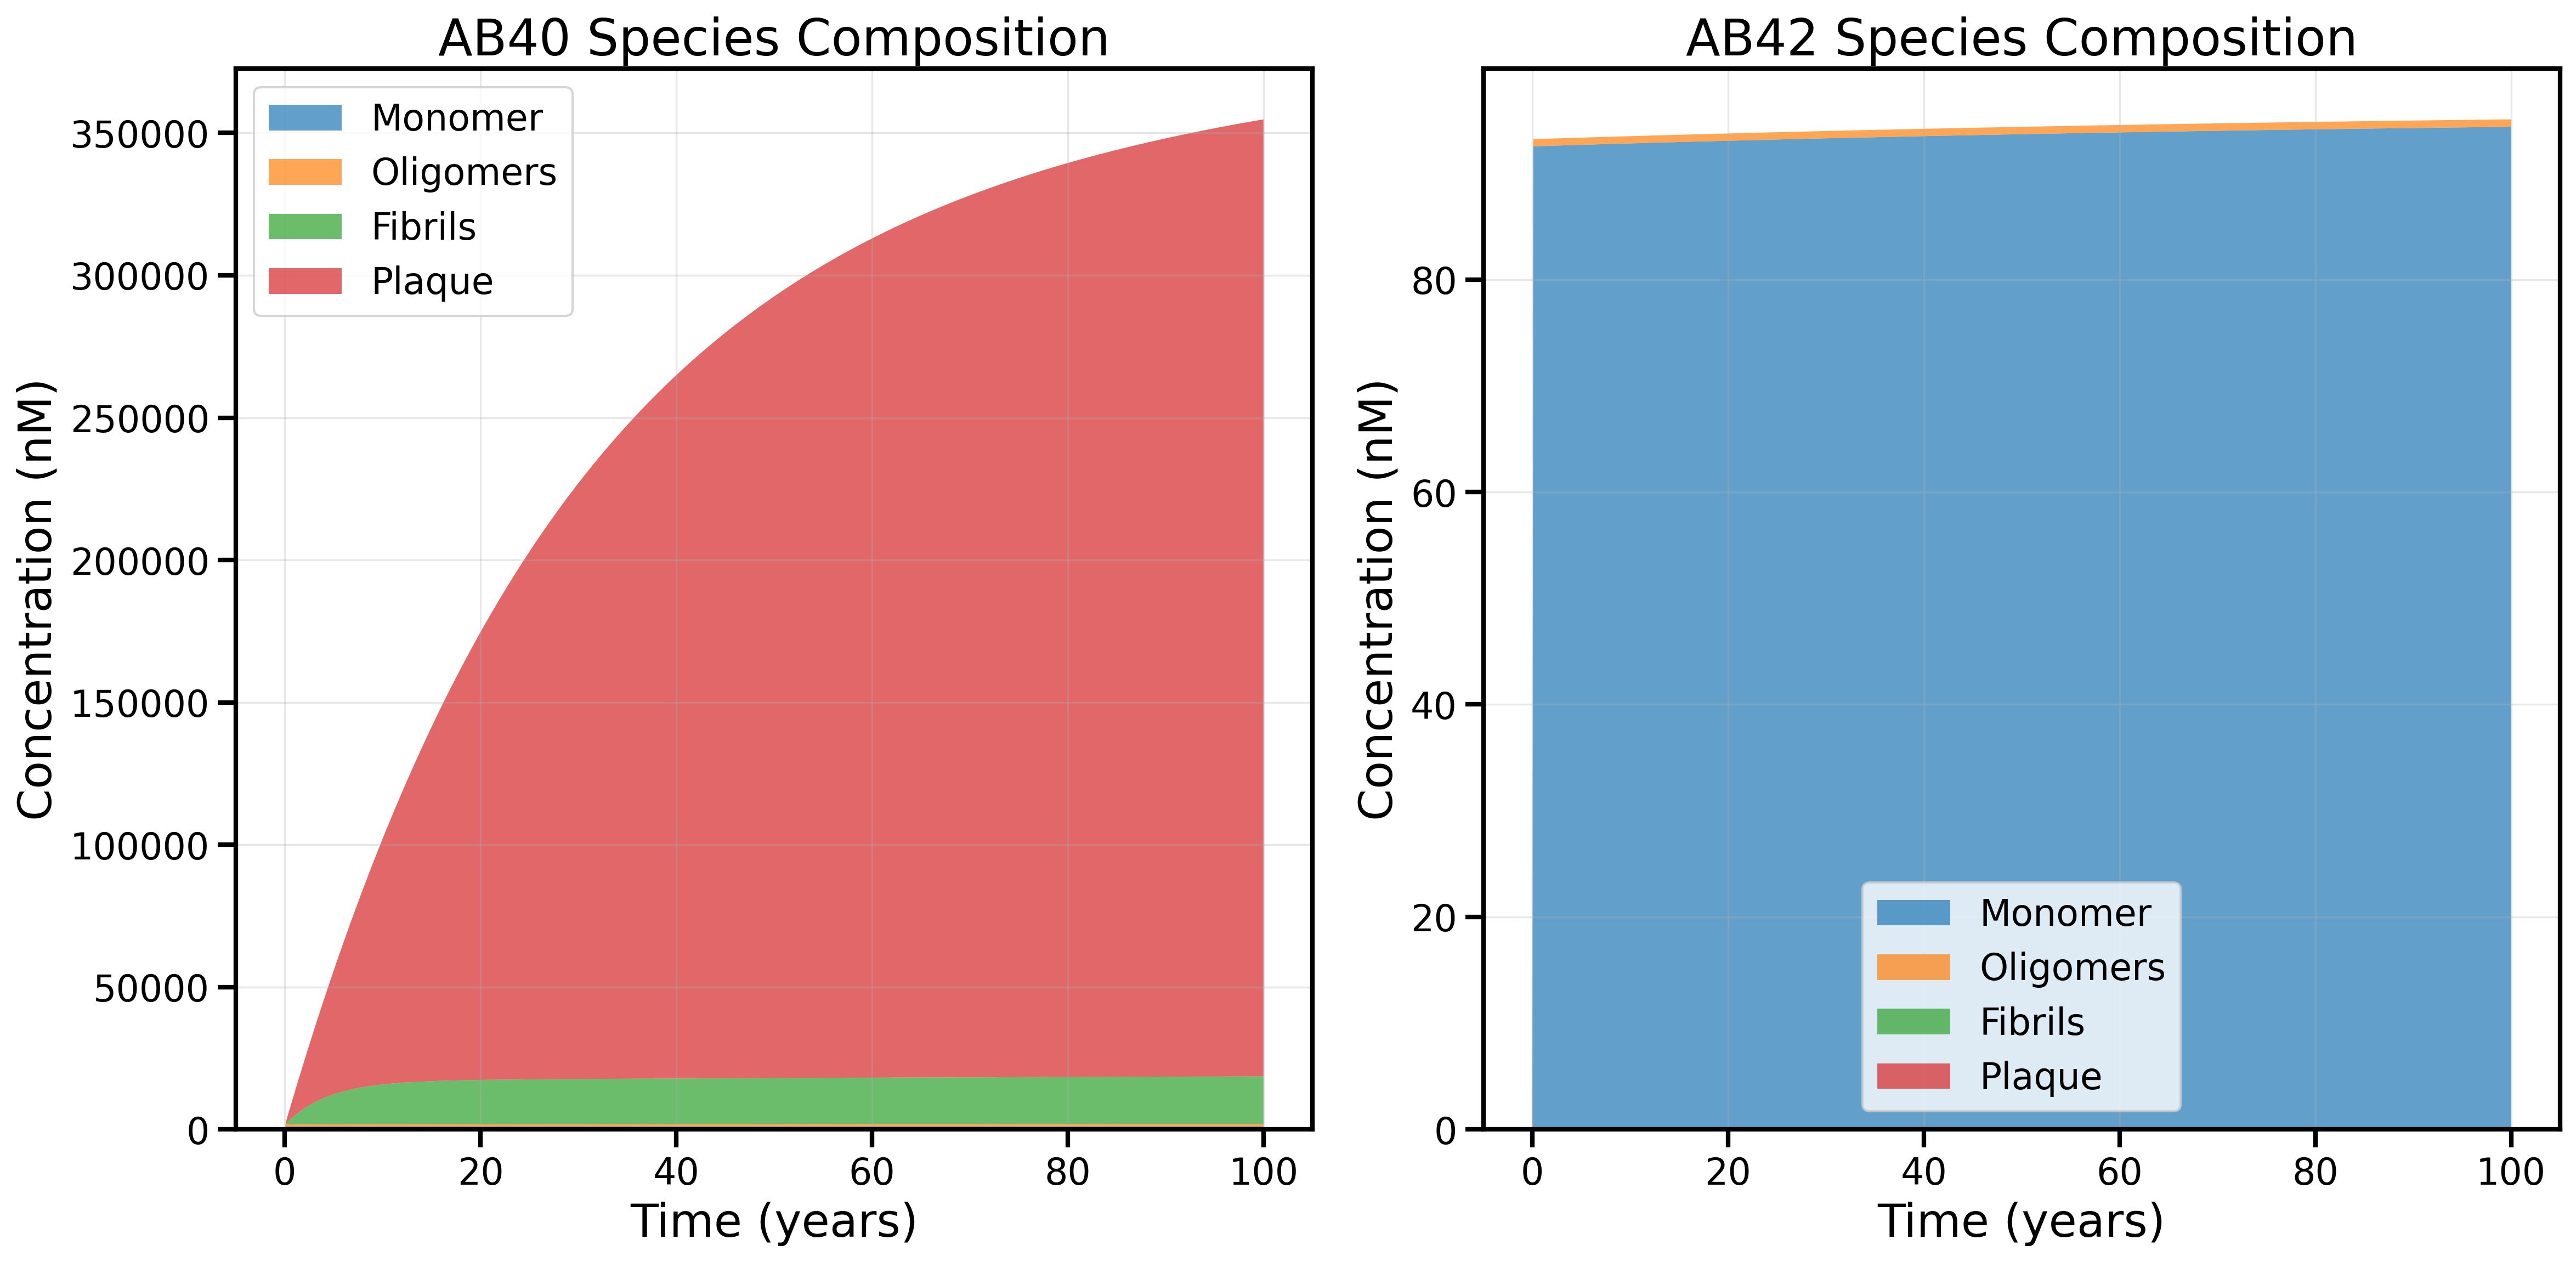 AB40 Species Composition
Concentration (nM)
350000
300000
250000
200000
150000
100000
50000
0
Monomer
Oligomers
Fibrils
Plaque
0 20 40 60 80 100
Time (years)
AB42 Species Composition
Concentration (nM)
80
60
40
20
0
Monomer
Oligomers
Fibrils
Plaque
0 20 40 60 80 100
Time (years)